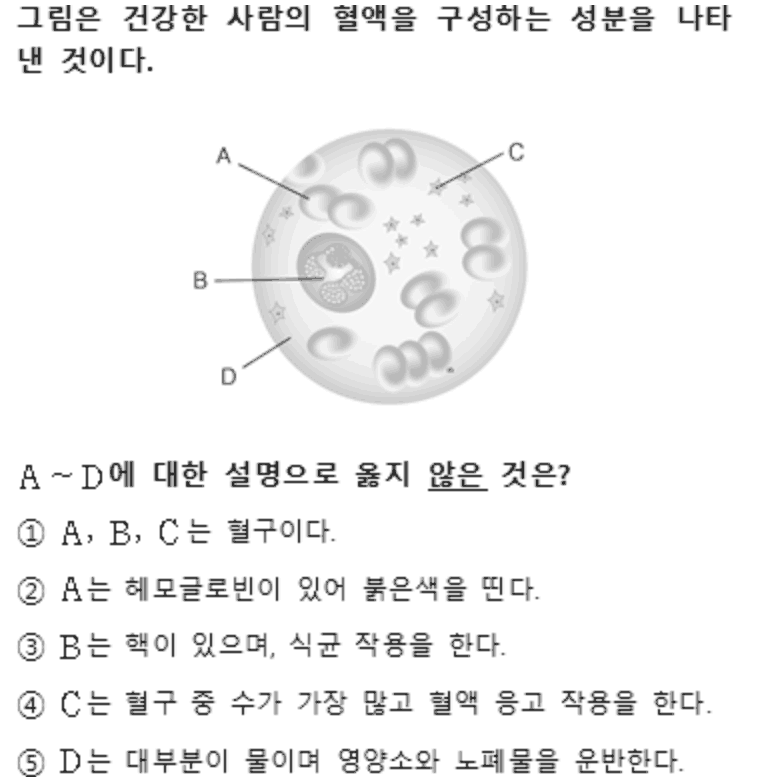 그림은 건강한 사람의 혈액을 구성하는 성분을 나타
낸 것이다.
A
C
B
D
A ~ D에 대한 설명으로 옳지 않은 것은?
① A, B, C는 혈구이다.
② A는 헤모글로빈이 있어 붉은색을 띤다.
③ B는 핵이 있으며, 식균 작용을 한다.
④ C는 혈구 중 수가 가장 많고 혈액 응고 작용을 한다.
⑤ D는 대부분이 물이며 영양소와 노폐물을 운반한다.